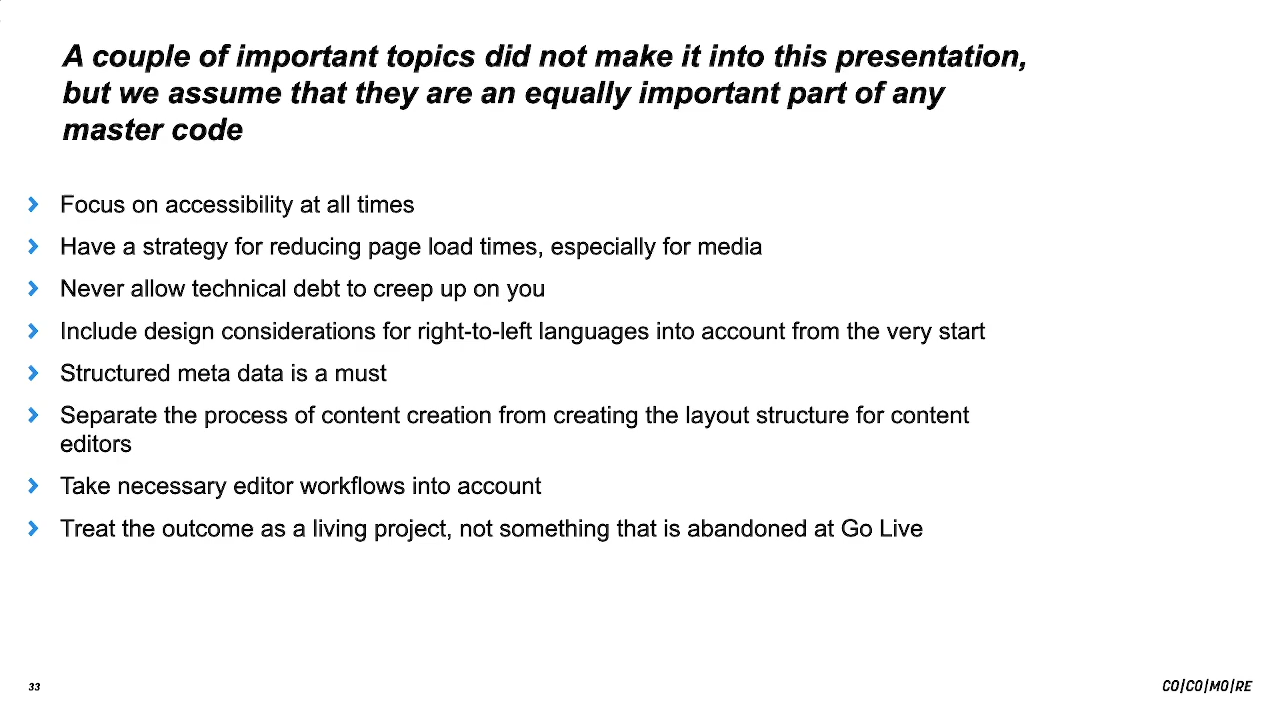 A couple of important topics did not make it into this presentation,
but we assume that they are an equally important part of any
master code
Focus on accessibility at all times
Have a strategy for reducing page load times, especially for media
Never allow technical debt to creep up on you
Include design considerations for right-to-left languages into account from the very start
Structured meta data is a must
Separate the process of content creation from creating the layout structure for content
editors
Take necessary editor workflows into account
Treat the outcome as a living project, not something that is abandoned at Go Live
33
CO|CO|MO|RE